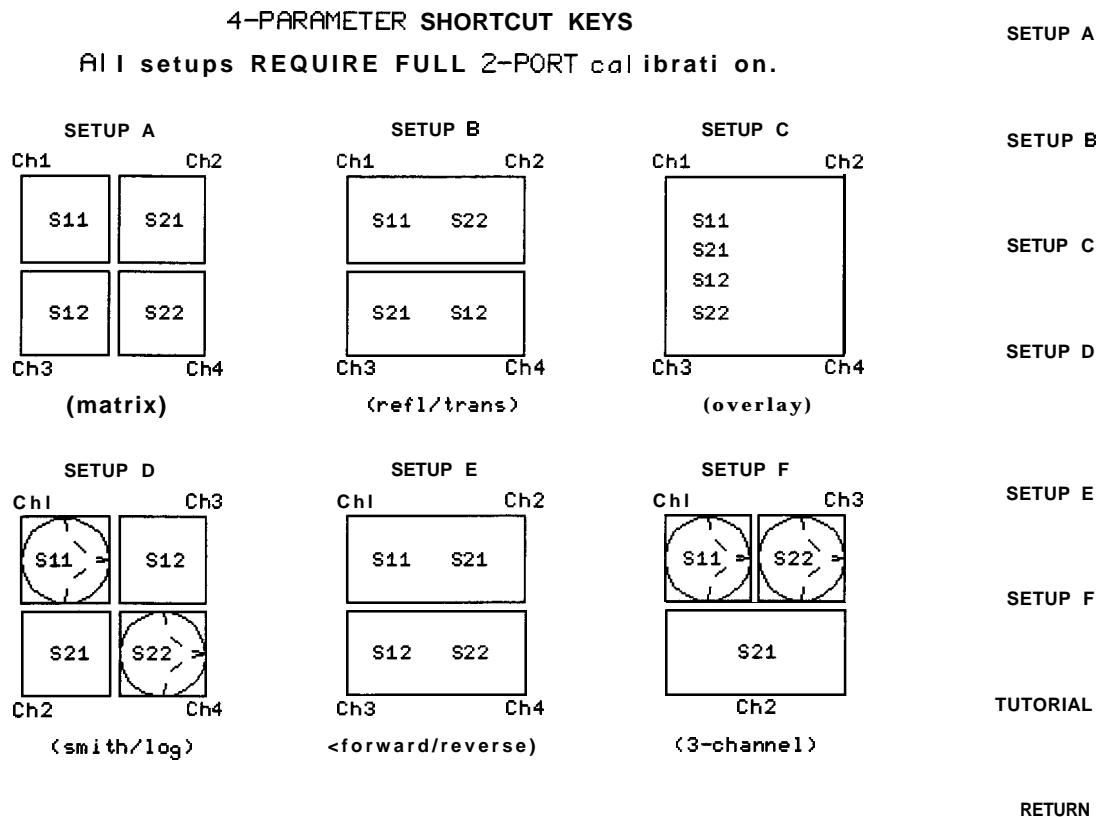 4-PARAMETER SHORTCUT KEYS
All setups REQUIRE FULL 2-PORT calibration.
SETUP A SETUP B SETUP C
Ch1 Ch2 Ch1 Ch2 Ch1 Ch2
S11 S21 S11 S22 S11
S21
S12
S12 S22 S21 S12 S22
Ch3 Ch4 Ch3 Ch4 Ch3 Ch4
(matrix) (refl/trans) (overlay)
SETUP D SETUP E SETUP F
Ch1 Ch3 Ch1 Ch2 Ch1 Ch3
S11 S12 S11 S21 S11 S22
S21 S22 S12 S22 S21
Ch2 Ch4 Ch3 Ch4 Ch2
(smith/log) <forward/reverse) (3-channel)
SETUP A
SETUP B
SETUP C
SETUP D
SETUP E
SETUP F
TUTORIAL
RETURN